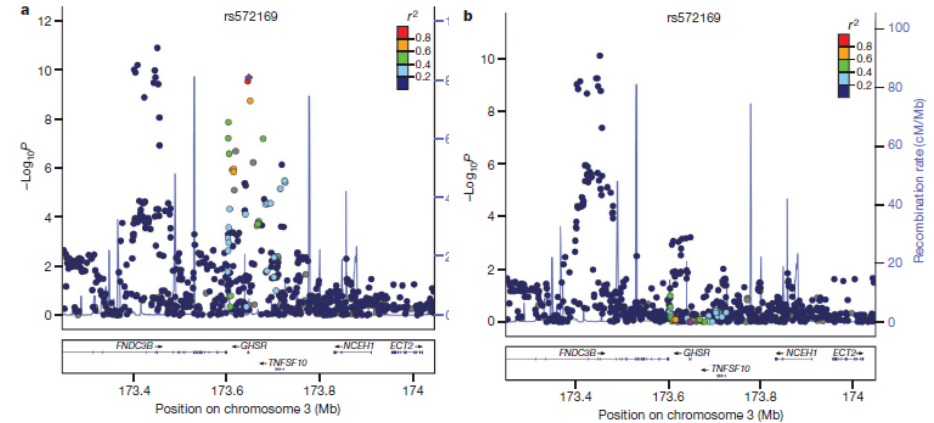 a
rs572169
12
10
8
6
4
2
0
−Log10P
r2
0.8
0.6
0.4
0.2
FNDC3B
GHSR
NCEH1
ECT2
TNFSF10
173.4
173.6
173.8
174
Position on chromosome 3 (Mb)
b
rs572169
10
8
6
4
2
0
−Log10P
r2
0.8
0.6
0.4
0.2
100
80
60
40
20
0
Recombination rate (cM/Mb)
FNDC3B
GHSR
NCEH1
ECT2
TNFSF10
173.4
173.6
173.8
174
Position on chromosome 3 (Mb)